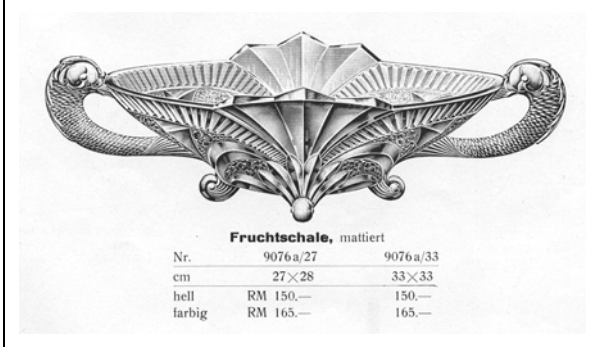 Fruchtschale, mattiert
Nr. 9076a/27 9076a/33
cm 27×28 33×33
hell RM 150.— 150.—
farbig RM 165.— 165.—